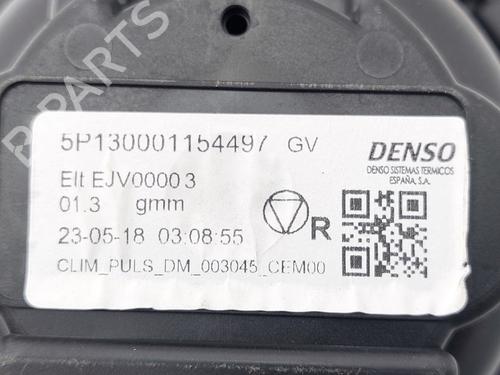 B-PARTS
5P130001154497 GV
DENSO
DENSO SISTEMAS TERMICOS
ESPAÑA, S.A.
Elt EJV00003
01.3 gmm
R
23-05-18 03:08:55
CLIM_PULS_DM_003045_CEM00